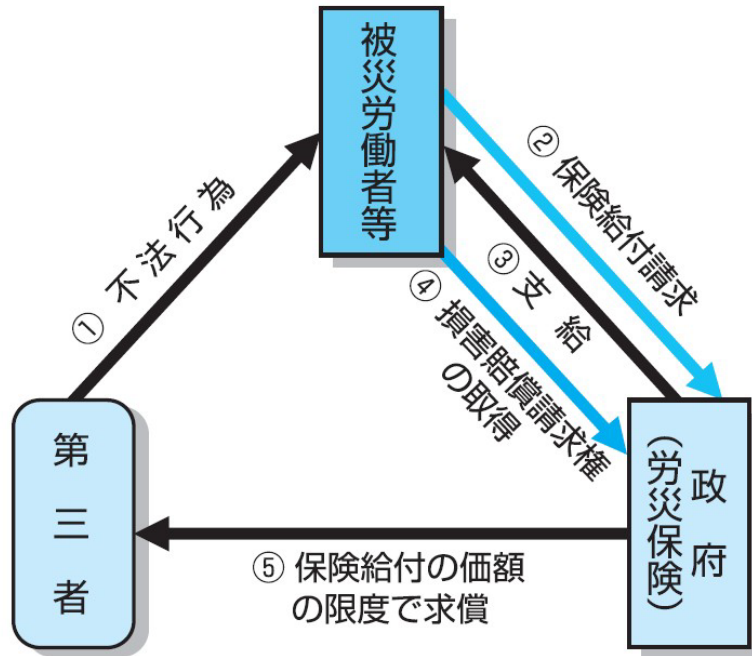 被災労働者等
① 不法行為
② 保険給付請求
③ 支給
④ 損害賠償請求権
の取得
第三者
政府
(労災保険)
⑤ 保険給付の価額
の限度で求償